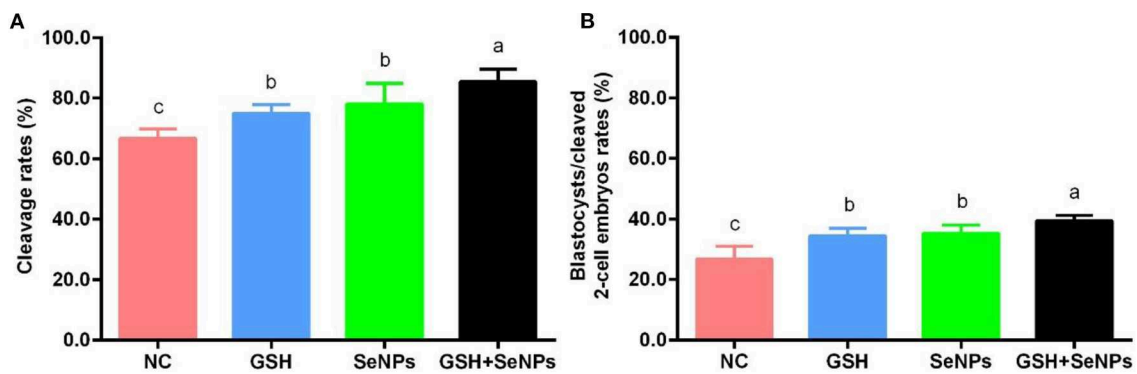 A
Cleavage rates (%)
100.0
80.0
60.0
40.0
20.0
0.0
c
b
b
a
NC
GSH
SeNPs
GSH+SeNPs
B
Blastocysts/cleaved
2-cell embryos rates (%)
100.0
80.0
60.0
40.0
20.0
0.0
c
b
b
a
NC
GSH
SeNPs
GSH+SeNPs